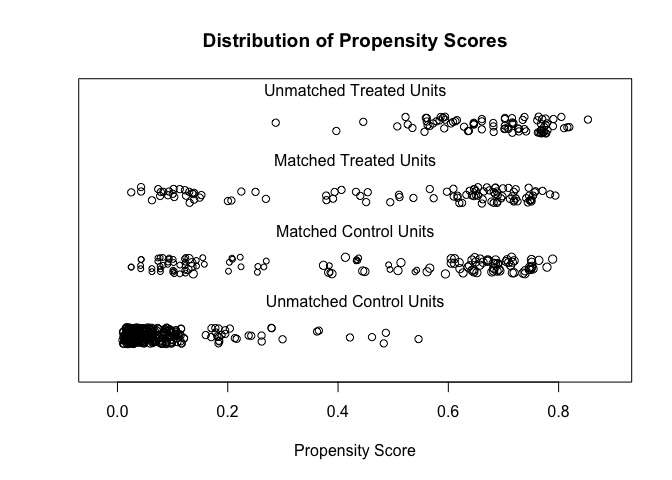 Distribution of Propensity Scores
Unmatched Treated Units
Matched Treated Units
Matched Control Units
Unmatched Control Units
0.0 0.2 0.4 0.6 0.8
Propensity Score